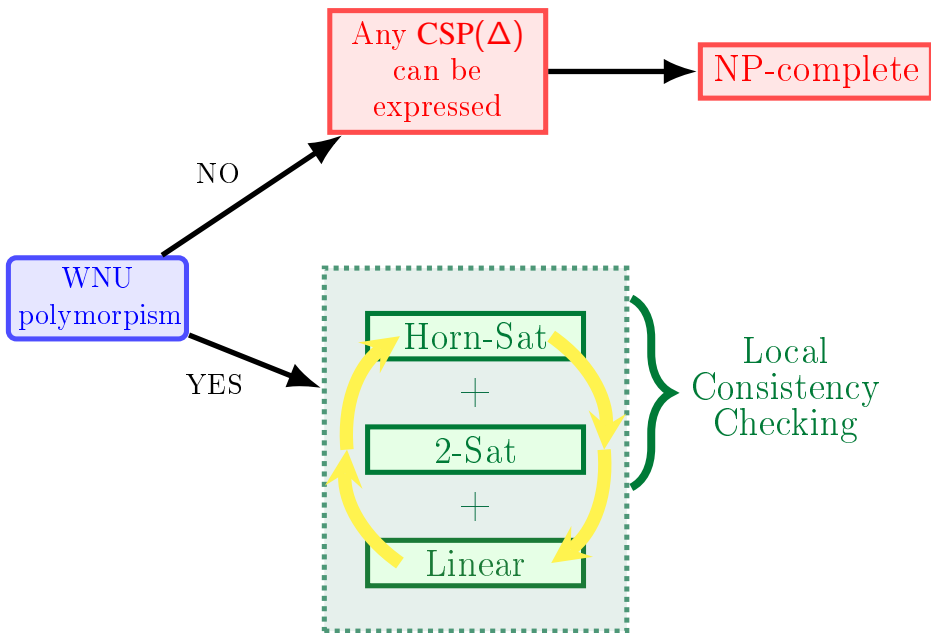 Any CSP(Δ)
can be
expressed
NP-complete
NO
WNU
polymorpism
YES
Horn-Sat
+
2-Sat
+
Linear
Local
Consistency
Checking